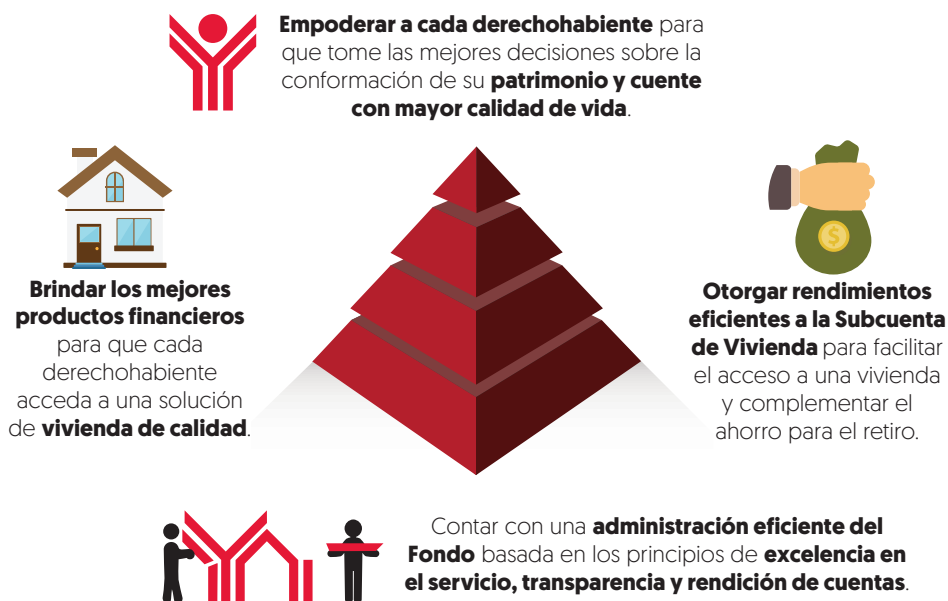 Empoderar a cada derechohabiente para
que tome las mejores decisiones sobre la
conformación de su patrimonio y cuente
con mayor calidad de vida.
Brindar los mejores
productos financieros
para que cada
derechohabiente
acceda a una solución
de vivienda de calidad.
$
Otorgar rendimientos
eficientes a la Subcuenta
de Vivienda para facilitar
el acceso a una vivienda
y complementar el
ahorro para el retiro.
Contar con una administración eficiente del
Fondo basada en los principios de excelencia en
el servicio, transparencia y rendición de cuentas.